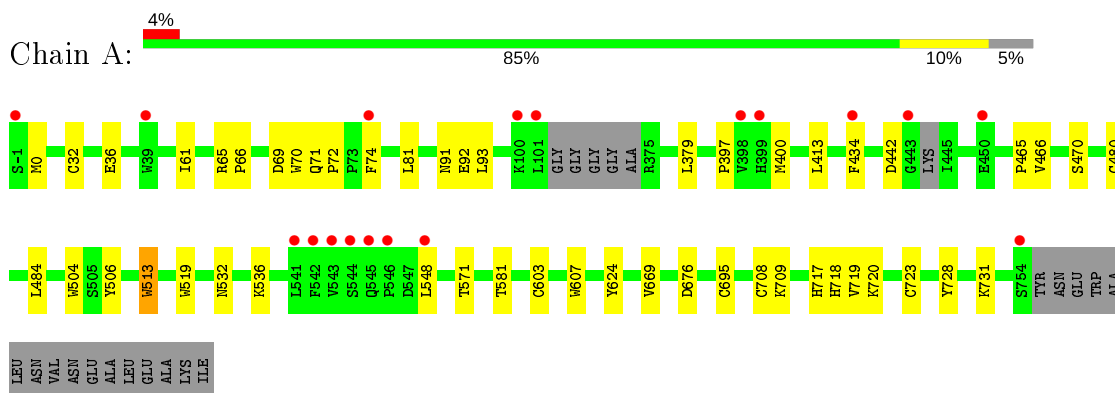 4%
Chain A:
85% 10% 5%
S-1 M0 C32 E36 W39 I61 R65 P66 D69 W70 Q71 P72 P73 F74 L81 N91 E92 L93 K100 L101 GLY GLY GLY GLY ALA R375 L379 P397 V398 H399 M400 L413 F434 D442 G443 LYS I445 E450 P465 V466 S470
L484 W504 S505 Y506 W513 W519 N532 K536 L541 F542 V543 S544 Q545 P546 D547 L548 T571 T581 C603 W607 Y624 V669 D676 C695 C708 K709 H717 H718 V719 K720 C723 Y728 K731 S754 TYR ASN GLU TRP ALA
LEU ASN VAL ASN GLU ALA LEU GLU ALA LYS ILE